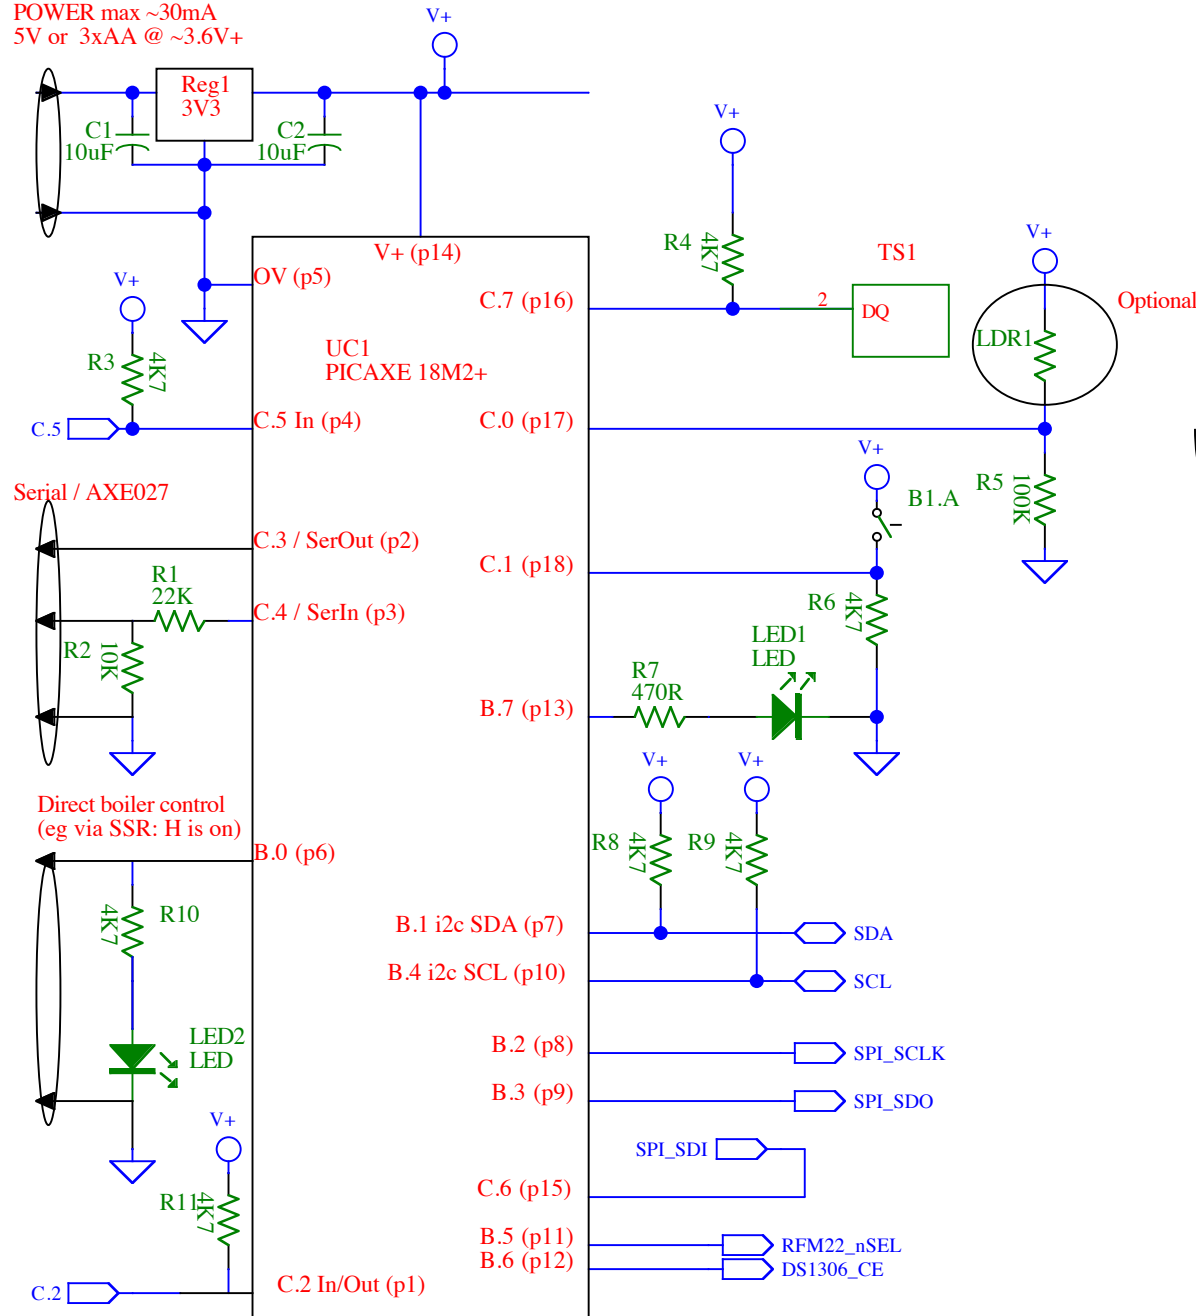 POWER max ~30mA
5V or 3xAA @ ~3.6V+
V+
Reg1
3V3
C1
10uF
C2
10uF
V+
R4
4K7
TS1
V+
V+ (p14)
OV (p5)
V+
C.7 (p16)
2
DQ
Optional
LDR1
UC1
PICAXE 18M2+
R3
4K7
C.5
C.5 In (p4)
C.0 (p17)
V+
R5
100K
B1.A
Serial / AXE027
C.3 / SerOut (p2)
C.1 (p18)
R1
22K
C.4 / SerIn (p3)
R6
4K7
R2
10K
LED1
LED
R7
470R
B.7 (p13)
V+
V+
Direct boiler control
(eg via SSR: H is on)
B.0 (p6)
R8
4K7
R9
4K7
R10
4K7
B.1 i2c SDA (p7)
SDA
B.4 i2c SCL (p10)
SCL
LED2
LED
B.2 (p8)
SPI_SCLK
B.3 (p9)
SPI_SDO
V+
SPI_SDI
C.6 (p15)
R11
4K7
B.5 (p11)
RFM22_nSEL
B.6 (p12)
DS1306_CE
C.2
C.2 In/Out (p1)